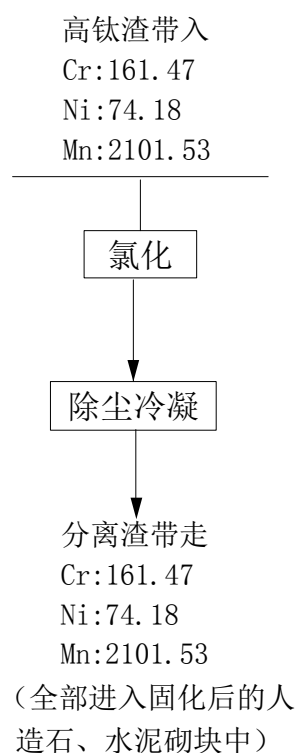 高钛渣带入
Cr:161.47
Ni:74.18
Mn:2101.53
氯化
除尘冷凝
分离渣带走
Cr:161.47
Ni:74.18
Mn:2101.53
（全部进入固化后的人
造石、水泥砌块中）